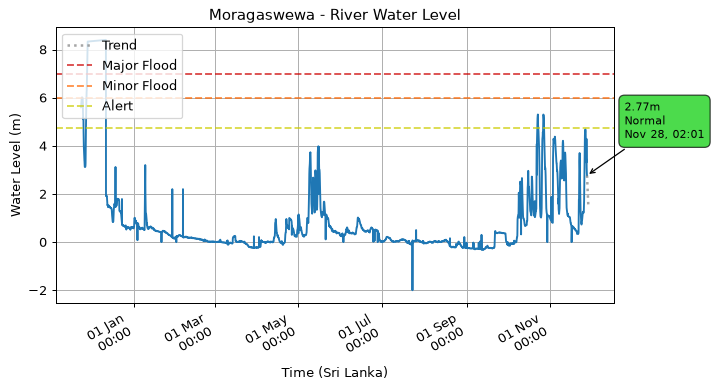 Moragaswewa - River Water Level
Trend
Major Flood
Minor Flood
Alert
2.77m
Normal
Nov 28, 02:01
Water Level (m)
8
6
4
2
0
−2
01 Jan
00:00
01 Mar
00:00
01 May
00:00
01 Jul
00:00
01 Sep
00:00
01 Nov
00:00
Time (Sri Lanka)